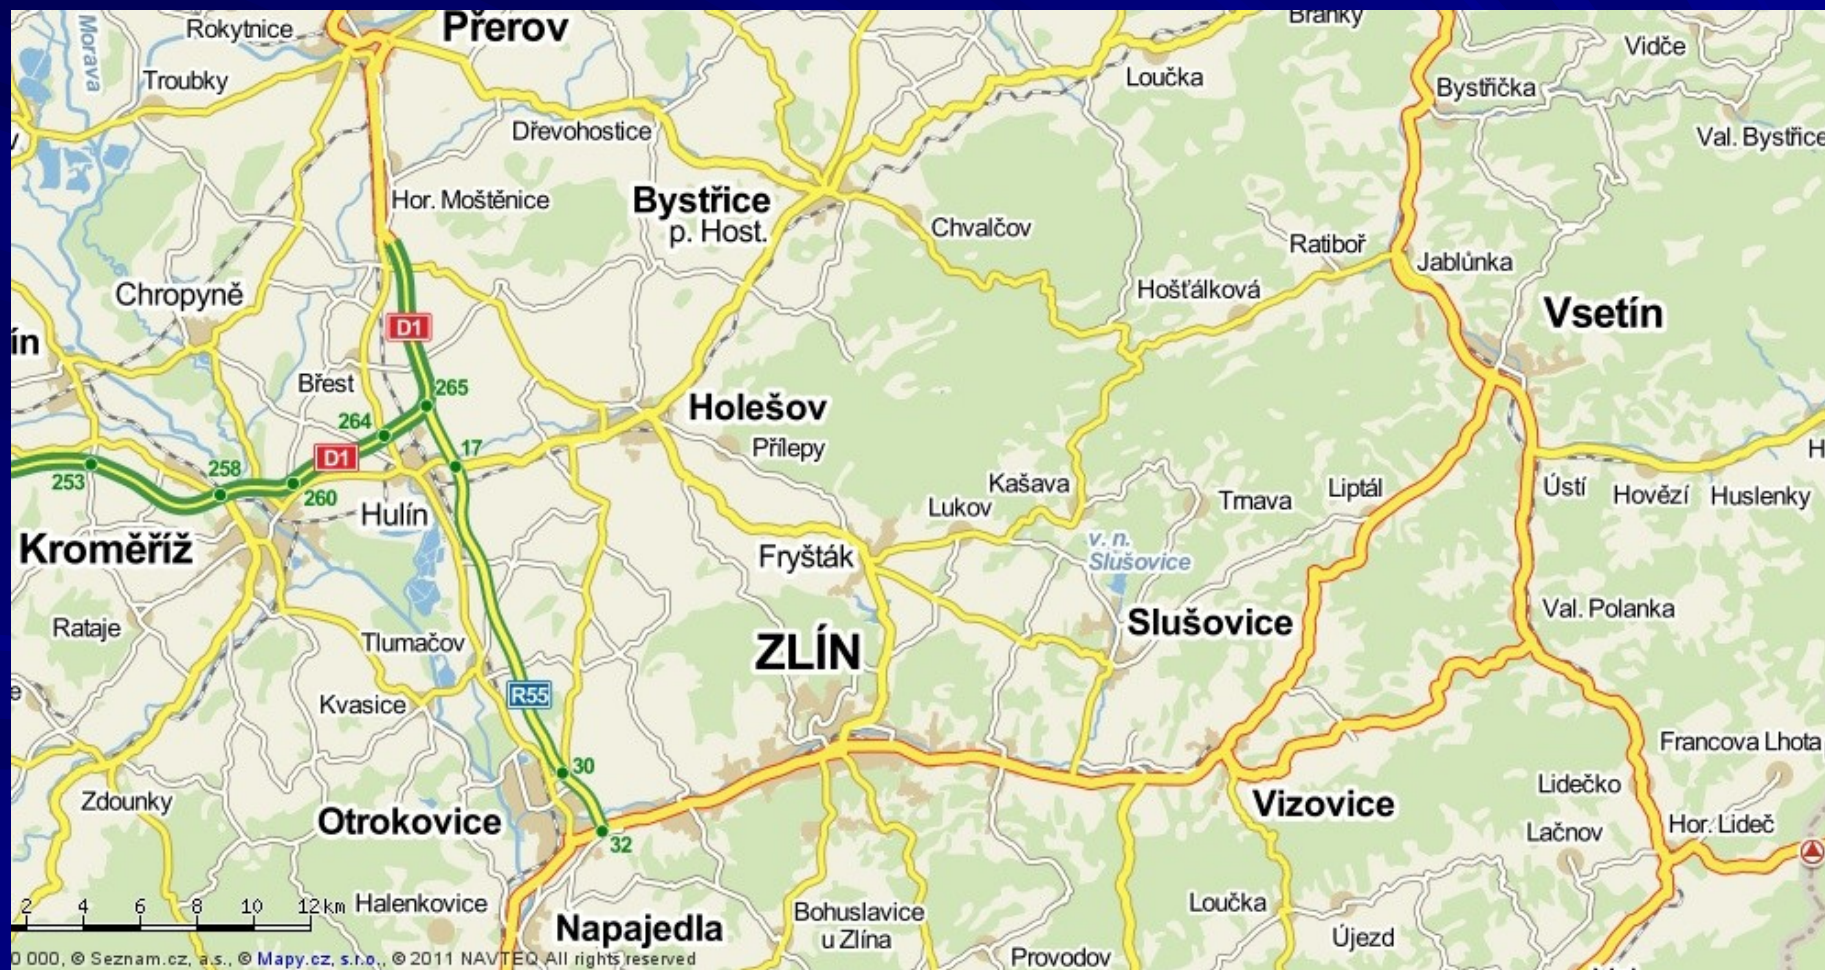 Přerov
Rokytnice
Branky
Vidče
Morava
Troubky
Loučka
Bystřička
Dřevohostice
Val. Bystřice
Hor. Moštěnice
Bystřice
p. Host.
Chvalčov
Ratiboř
Jablůnka
Chropyně
Hošťálková
Vsetín
D1
ín
Břest
265
Holešov
264
17
Přílepy
D1
258
253
260
Kašava
Trnava
Liptál
Ústí
Hovězí
Huslenky
H
Hulín
Lukov
Kroměříž
Fryšták
v. n.
Slušovice
Rataje
Tlumačov
ZLÍN
Slušovice
Val. Polanka
e
Kvasice
R55
Francova Lhota
30
Zdounky
Otrokovice
Vizovice
Lidečko
32
Lačnov
Hor. Lideč
2 4 6 8 10 12km
Halenkovice
Napajedla
Bohuslavice
u Zlína
Loučka
Újezd
Provodov
0 000, © Seznam.cz, a.s., © Mapy.cz, s.r.o., © 2011 NAVTEQ All rights reserved